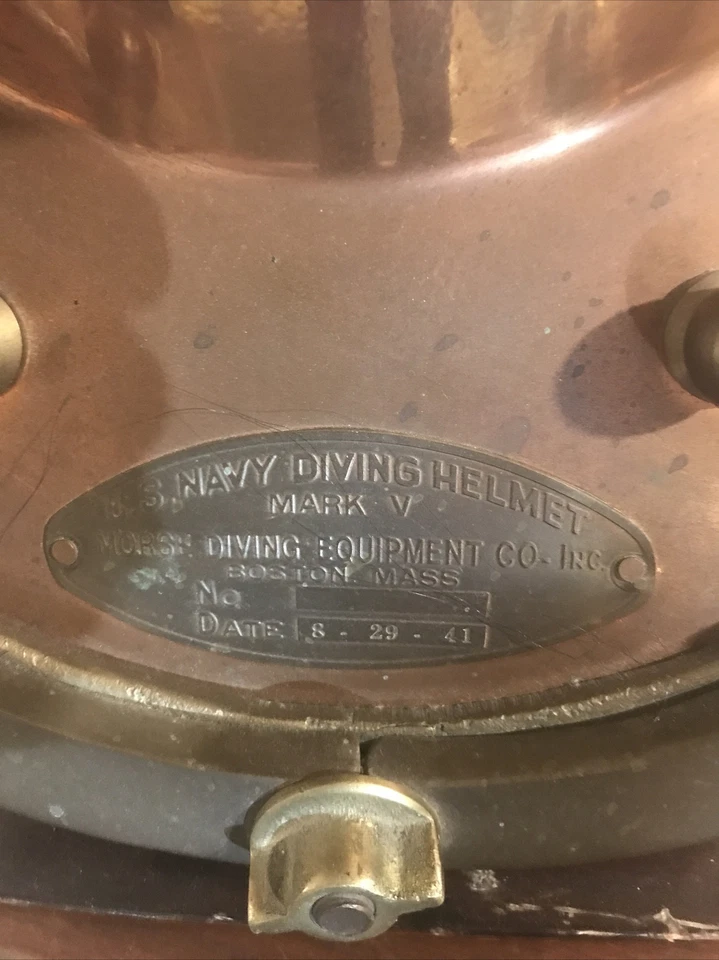 U.S. NAVY DIVING HELMET
MARK V
MORSE DIVING EQUIPMENT CO- INC.
BOSTON. MASS
No
DATE 8 - 29 - 41